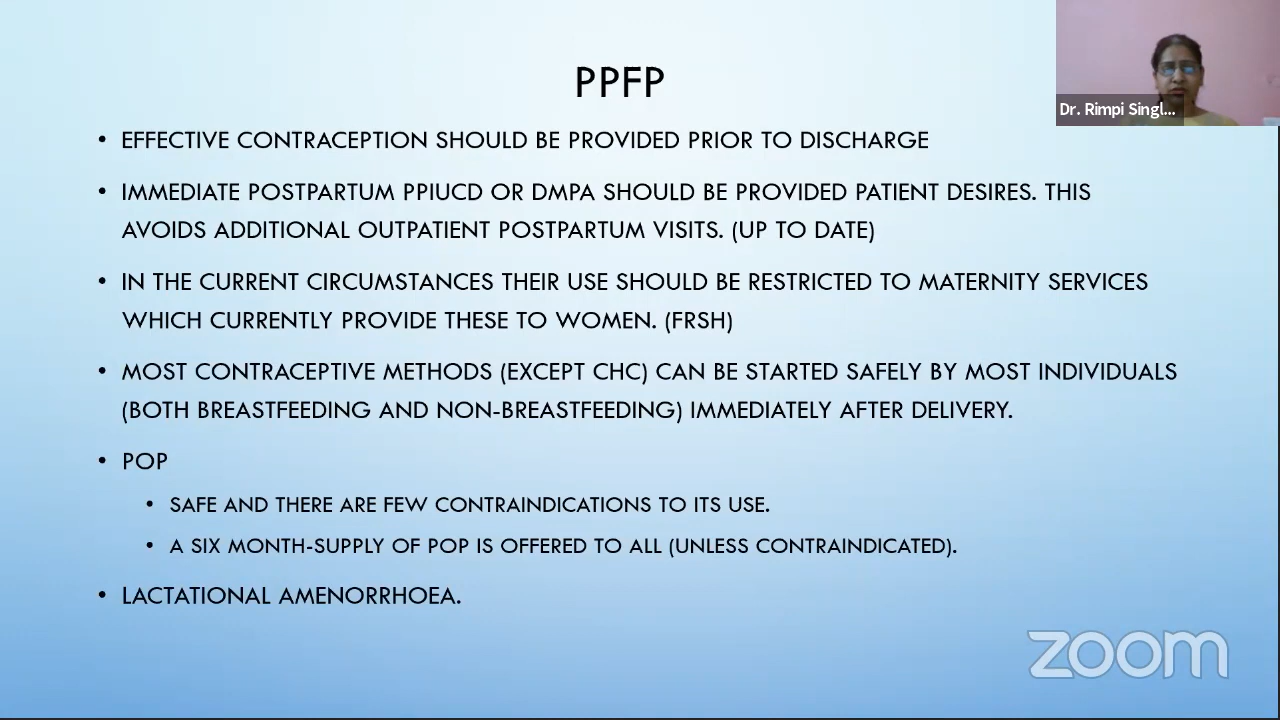 PPFP
Dr. Rimpi Singl...
• EFFECTIVE CONTRACEPTION SHOULD BE PROVIDED PRIOR TO DISCHARGE
• IMMEDIATE POSTPARTUM PPIUCD OR DMPA SHOULD BE PROVIDED PATIENT DESIRES. THIS
AVOIDS ADDITIONAL OUTPATIENT POSTPARTUM VISITS. (UP TO DATE)
• IN THE CURRENT CIRCUMSTANCES THEIR USE SHOULD BE RESTRICTED TO MATERNITY SERVICES
WHICH CURRENTLY PROVIDE THESE TO WOMEN. (FRSH)
• MOST CONTRACEPTIVE METHODS (EXCEPT CHC) CAN BE STARTED SAFELY BY MOST INDIVIDUALS
(BOTH BREASTFEEDING AND NON-BREASTFEEDING) IMMEDIATELY AFTER DELIVERY.
• POP
• SAFE AND THERE ARE FEW CONTRAINDICATIONS TO ITS USE.
• A SIX MONTH-SUPPLY OF POP IS OFFERED TO ALL (UNLESS CONTRAINDICATED).
• LACTATIONAL AMENORRHOEA.
zoom